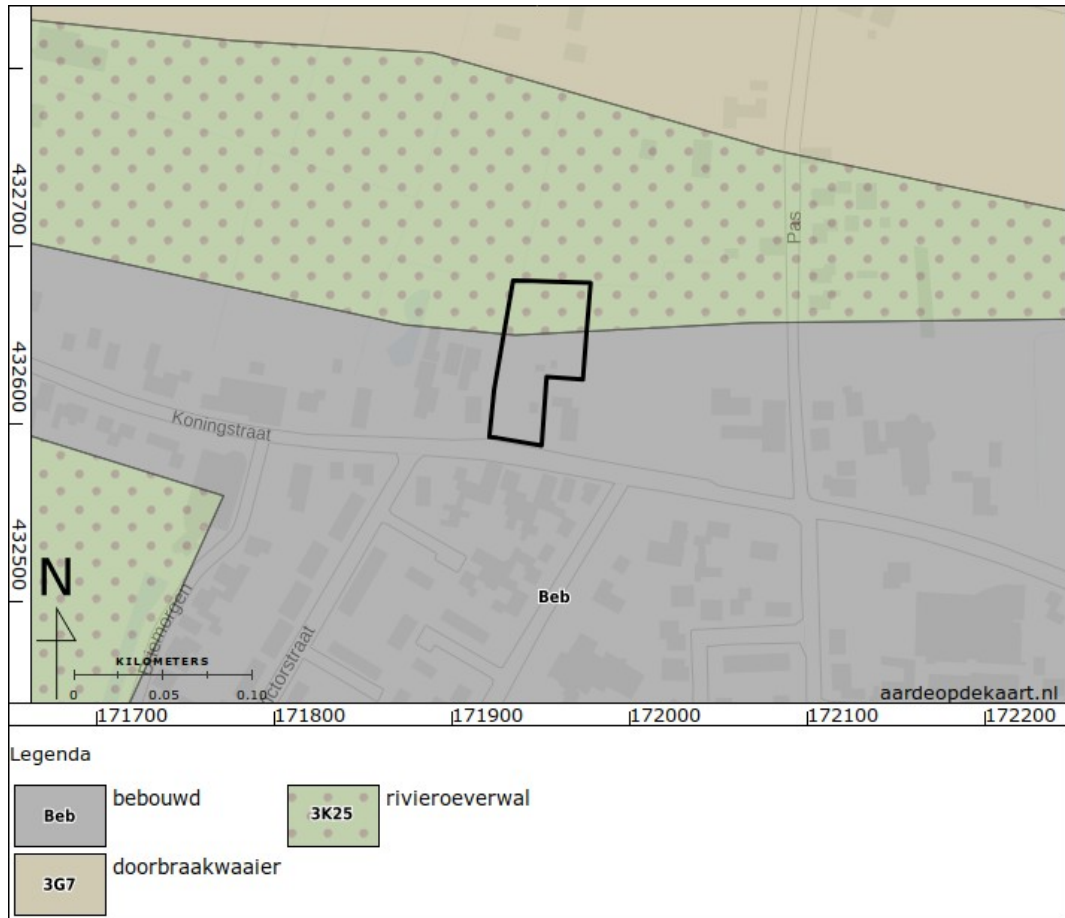 432700
432600
432500
Pas
Koningstraat
Beb
N
KILOMETERS
0 0.05 0.10
aardeopdekaart.nl
171700 171800 171900 172000 172100 172200
Legenda
Beb bebouwd
3K25 rivieroeverwal
3G7 doorbraakwaaier